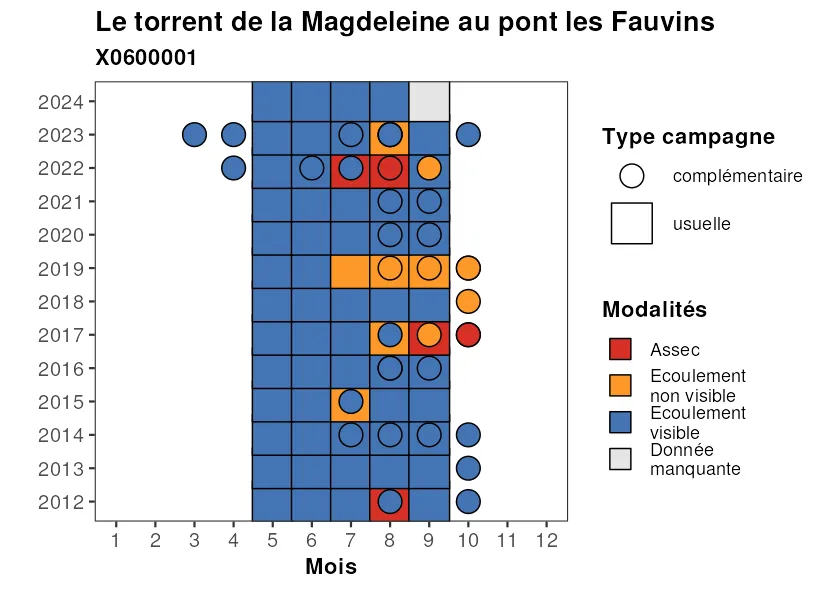 Le torrent de la Magdeleine au pont les Fauvins
X0600001
2024
2023
2022
2021
2020
2019
2018
2017
2016
2015
2014
2013
2012
1 2 3 4 5 6 7 8 9 10 11 12
Mois
Type campagne
complémentaire
usuelle
Modalités
Assec
Ecoulement
non visible
Ecoulement
visible
Donnée
manquante